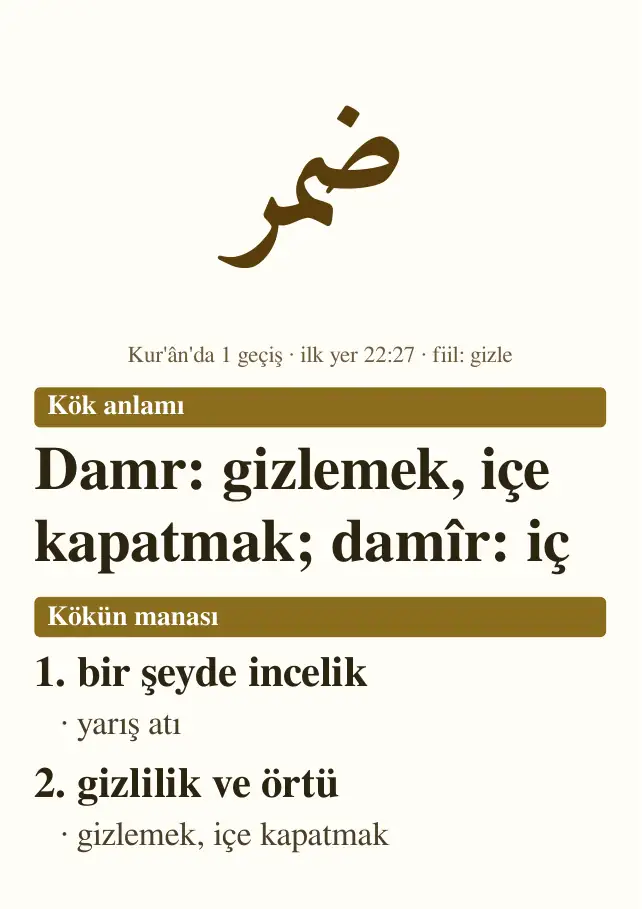 ضمر
Kur'ân'da 1 geçiş · ilk yer 22:27 · fiil: gizle
Kök anlamı
Damr: gizlemek, içe
kapatmak; damîr: iç
Kökün manası
1. bir şeyde incelik
· yarış atı
2. gizlilik ve örtü
· gizlemek, içe kapatmak